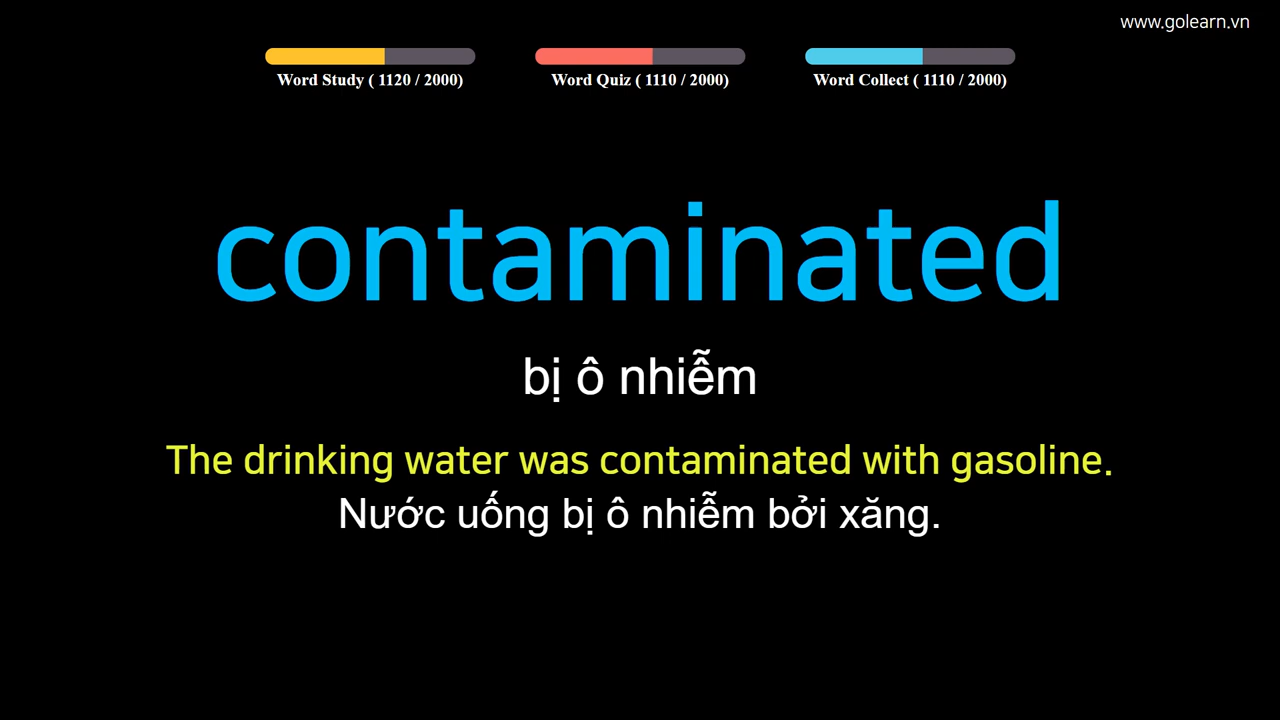 www.golearn.vn
Word Study ( 1120 / 2000)
Word Quiz ( 1110 / 2000)
Word Collect ( 1110 / 2000)
contaminated
bị ô nhiễm
The drinking water was contaminated with gasoline.
Nước uống bị ô nhiễm bởi xăng.